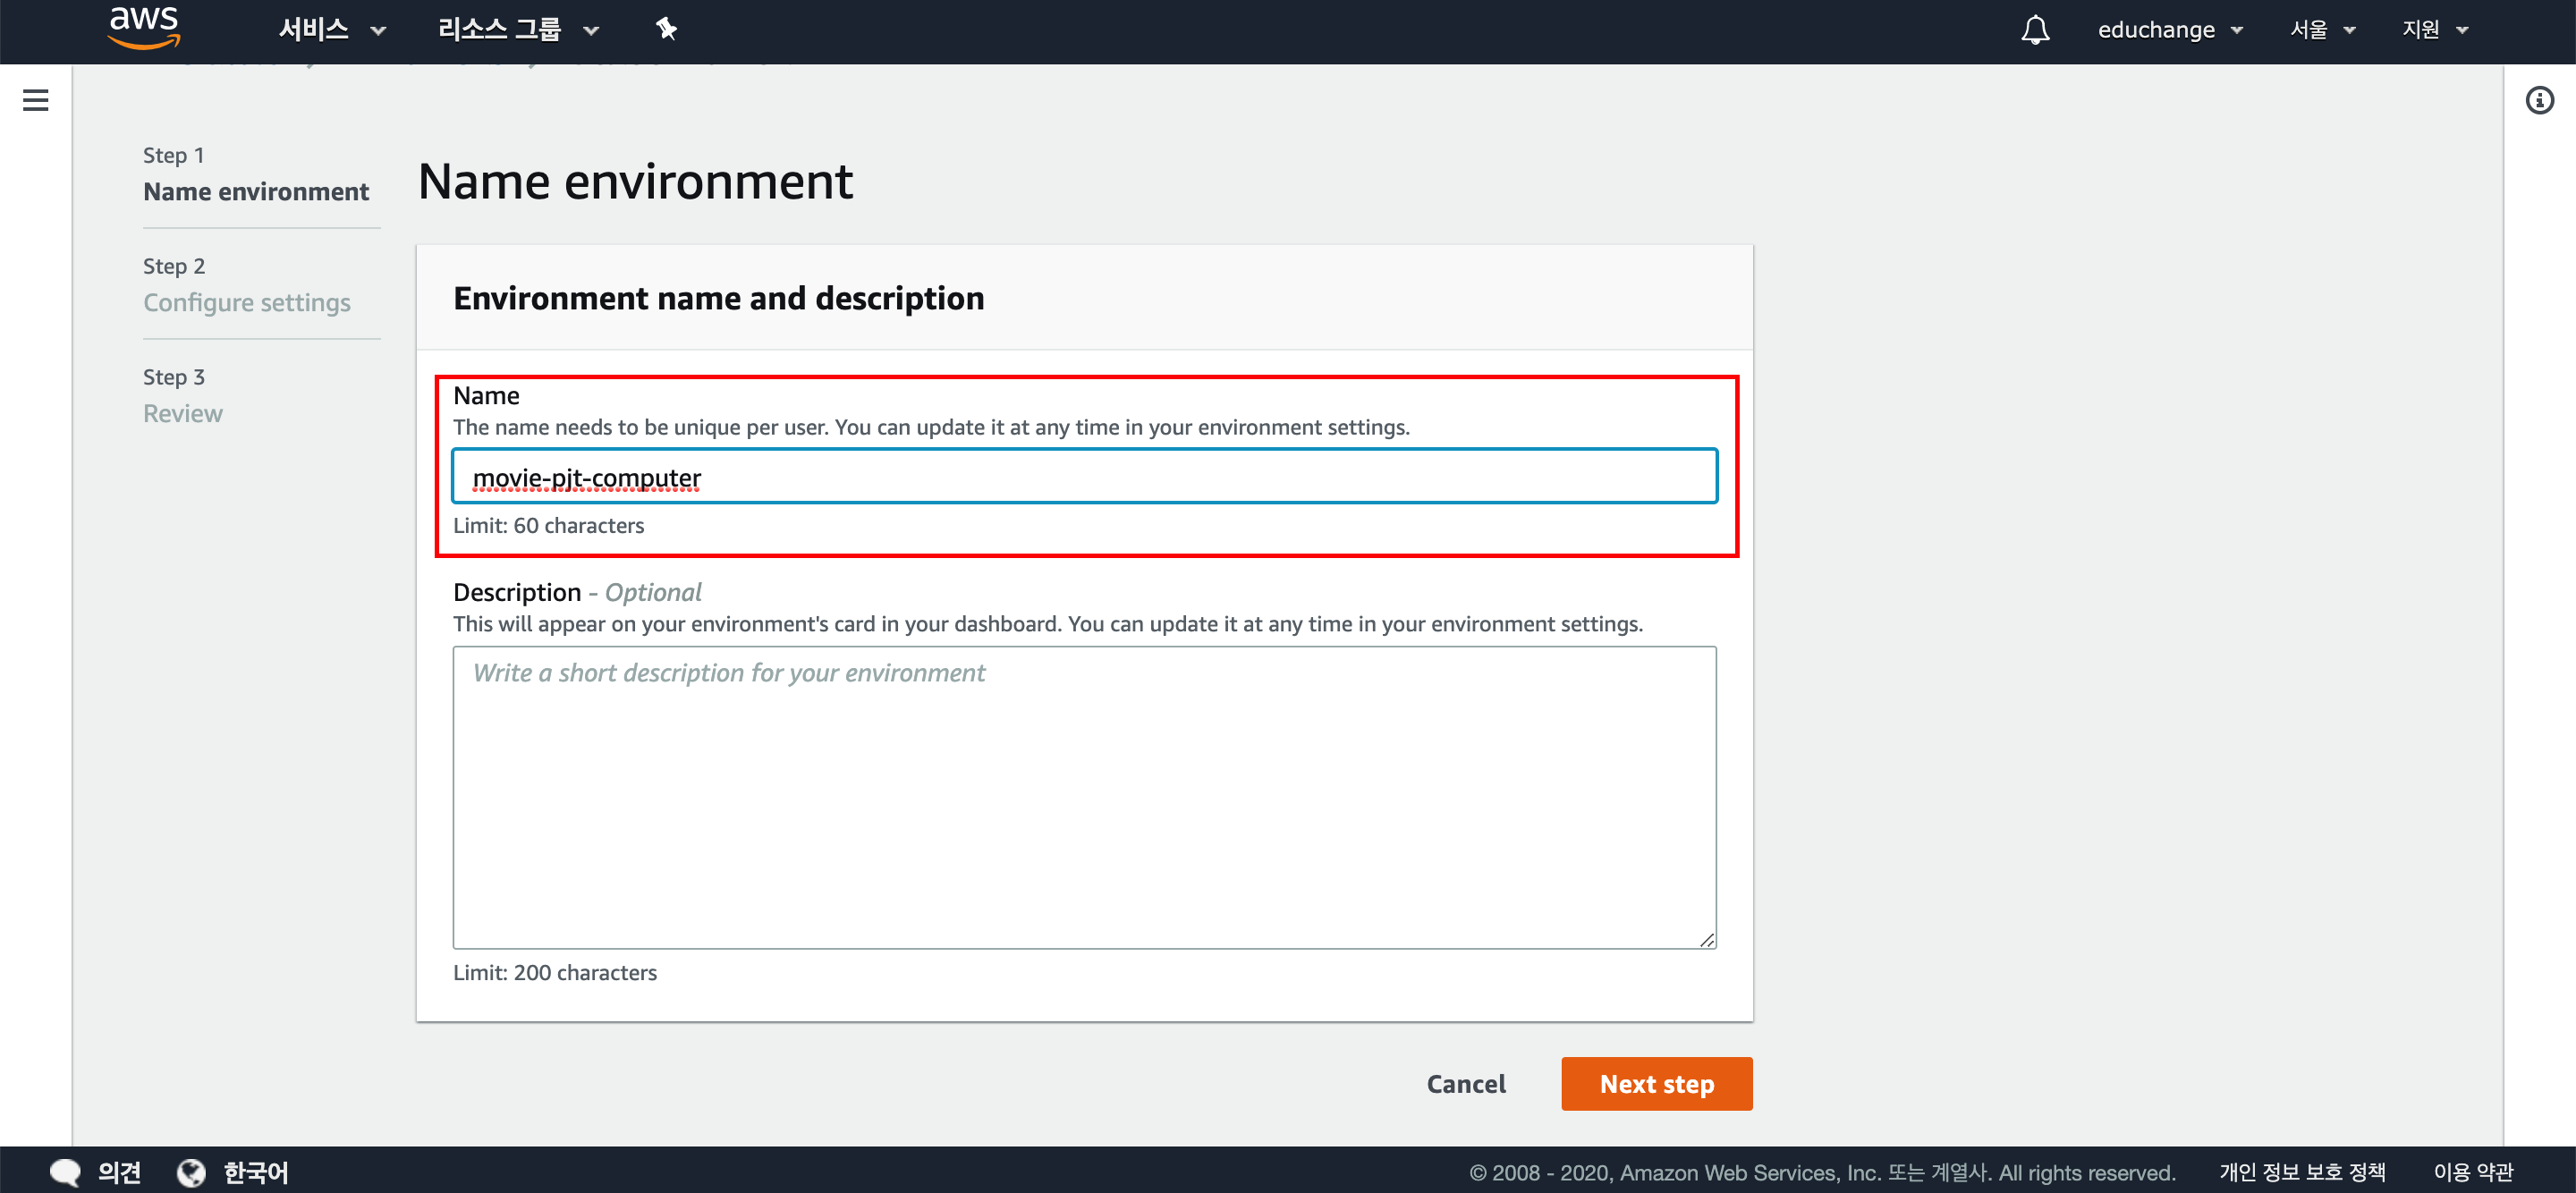 aws 서비스 리소스 그룹 educhange 서울 지원
Step 1
Name environment
Step 2
Configure settings
Step 3
Review
Name environment
Environment name and description
Name
The name needs to be unique per user. You can update it at any time in your environment settings.
movie-pjt-computer
Limit: 60 characters
Description - Optional
This will appear on your environment's card in your dashboard. You can update it at any time in your environment settings.
Write a short description for your environment
Limit: 200 characters
Cancel Next step
의견 한국어 © 2008 - 2020, Amazon Web Services, Inc. 또는 계열사. All rights reserved. 개인 정보 보호 정책 이용 약관